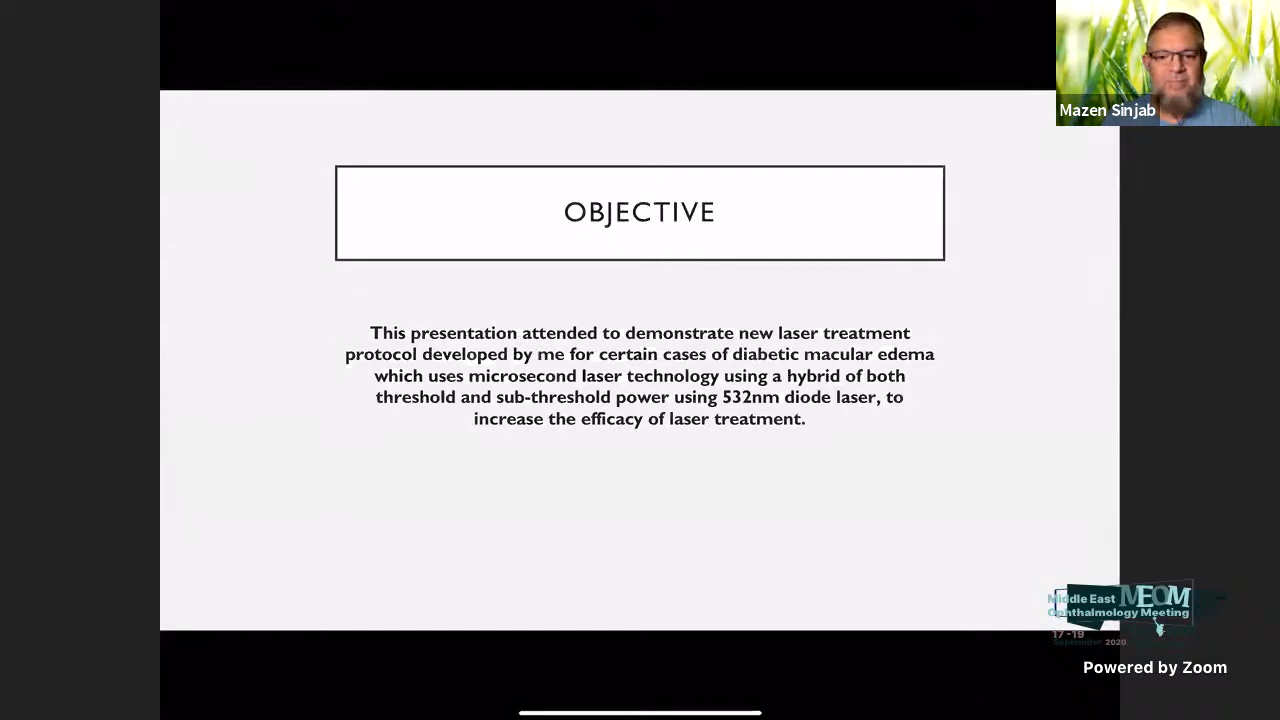 Mazen Sinjab
OBJECTIVE
This presentation attended to demonstrate new laser treatment
protocol developed by me for certain cases of diabetic macular edema
which uses microsecond laser technology using a hybrid of both
threshold and sub-threshold power using 532nm diode laser, to
increase the efficacy of laser treatment.
Middle East MEOM
Ophthalmology Meeting
17-19
September 2020
Powered by Zoom